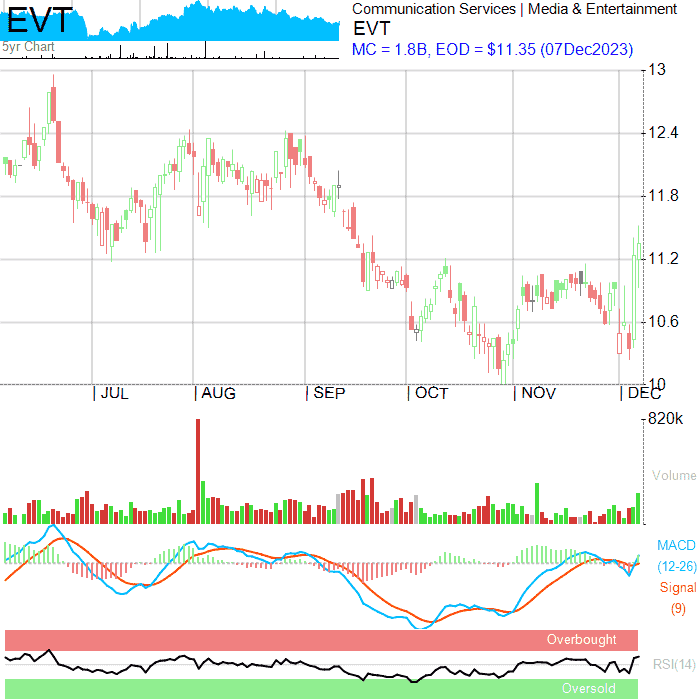 EVT
5yr Chart
Communication Services | Media & Entertainment
EVT
MC = 1.8B, EOD = $11.35 (07Dec2023)
13
12.4
11.8
11.2
10.6
10
| JUL | AUG | SEP | OCT | NOV | DEC
820k
Volume
MACD
(12-26)
Signal
(9)
Overbought
RSI(14)
Oversold